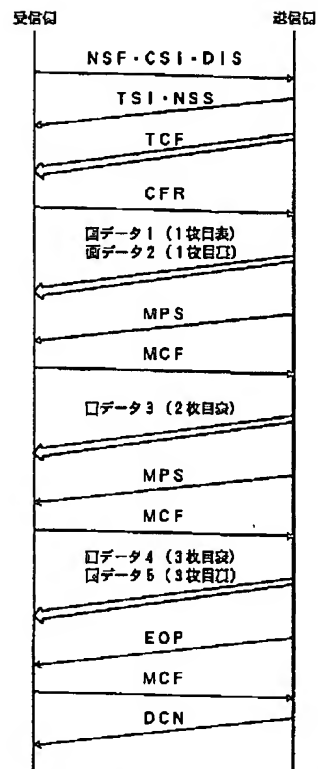 受信側 送信側
NSF・CSI・DIS
TSI・NSS
TCF
CFR
画データ1 (1枚目表)
画データ2 (1枚目裏)
MPS
MCF
画データ3 (2枚目表)
MPS
MCF
画データ4 (3枚目表)
画データ5 (3枚目裏)
EOP
MCF
DCN